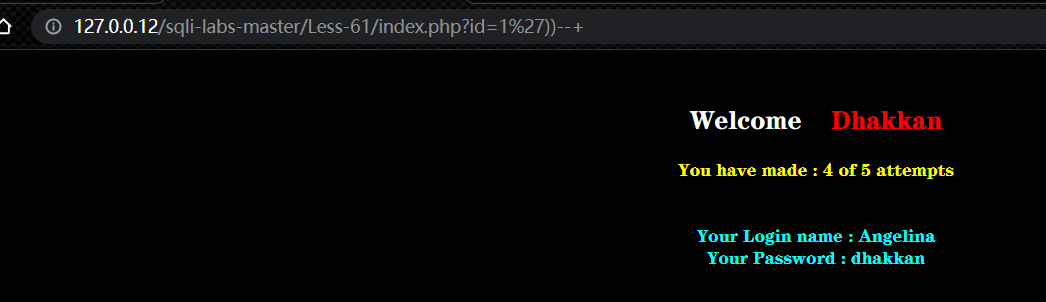 127.0.0.12/sqli-labs-master/Less-61/index.php?id=1%27))--+
Welcome Dhakkan
You have made : 4 of 5 attempts
Your Login name : Angelina
Your Password : dhakkan